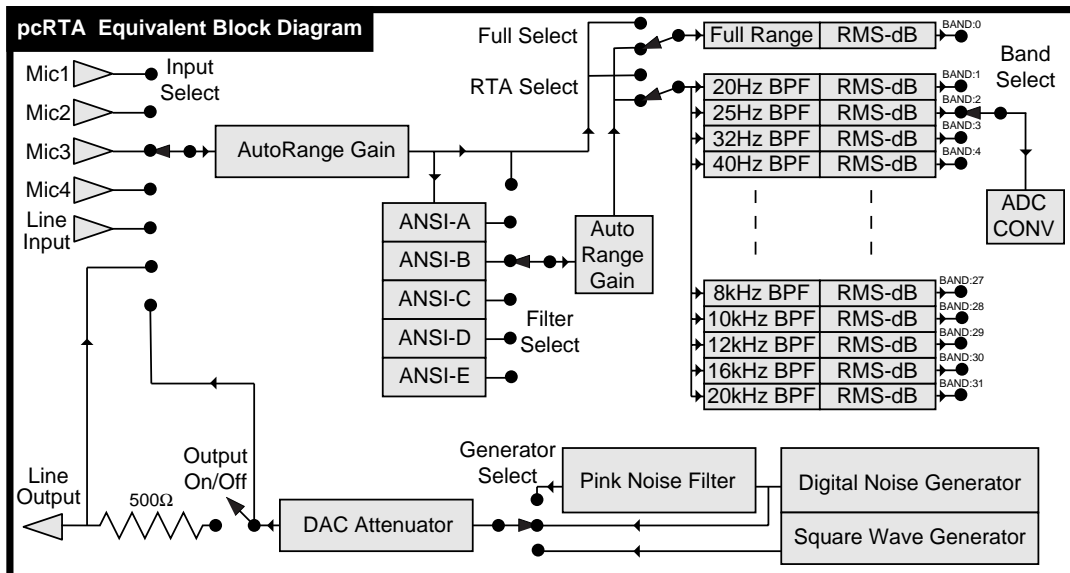 pcRTA Equivalent Block Diagram
Mic1
Mic2
Mic3
Mic4
Line
Input
Input
Select
AutoRange Gain
ANSI-A
ANSI-B
ANSI-C
ANSI-D
ANSI-E
Filter
Select
Auto
Range
Gain
Full Select
RTA Select
Full Range RMS-dB BAND:0
20Hz BPF RMS-dB BAND:1
25Hz BPF RMS-dB BAND:2
32Hz BPF RMS-dB BAND:3
40Hz BPF RMS-dB BAND:4
8kHz BPF RMS-dB BAND:27
10kHz BPF RMS-dB BAND:28
12kHz BPF RMS-dB BAND:29
16kHz BPF RMS-dB BAND:30
20kHz BPF RMS-dB BAND:31
Band
Select
ADC
CONV
Line
Output
500Ω
Output
On/Off
DAC Attenuator
Generator
Select
Pink Noise Filter
Digital Noise Generator
Square Wave Generator